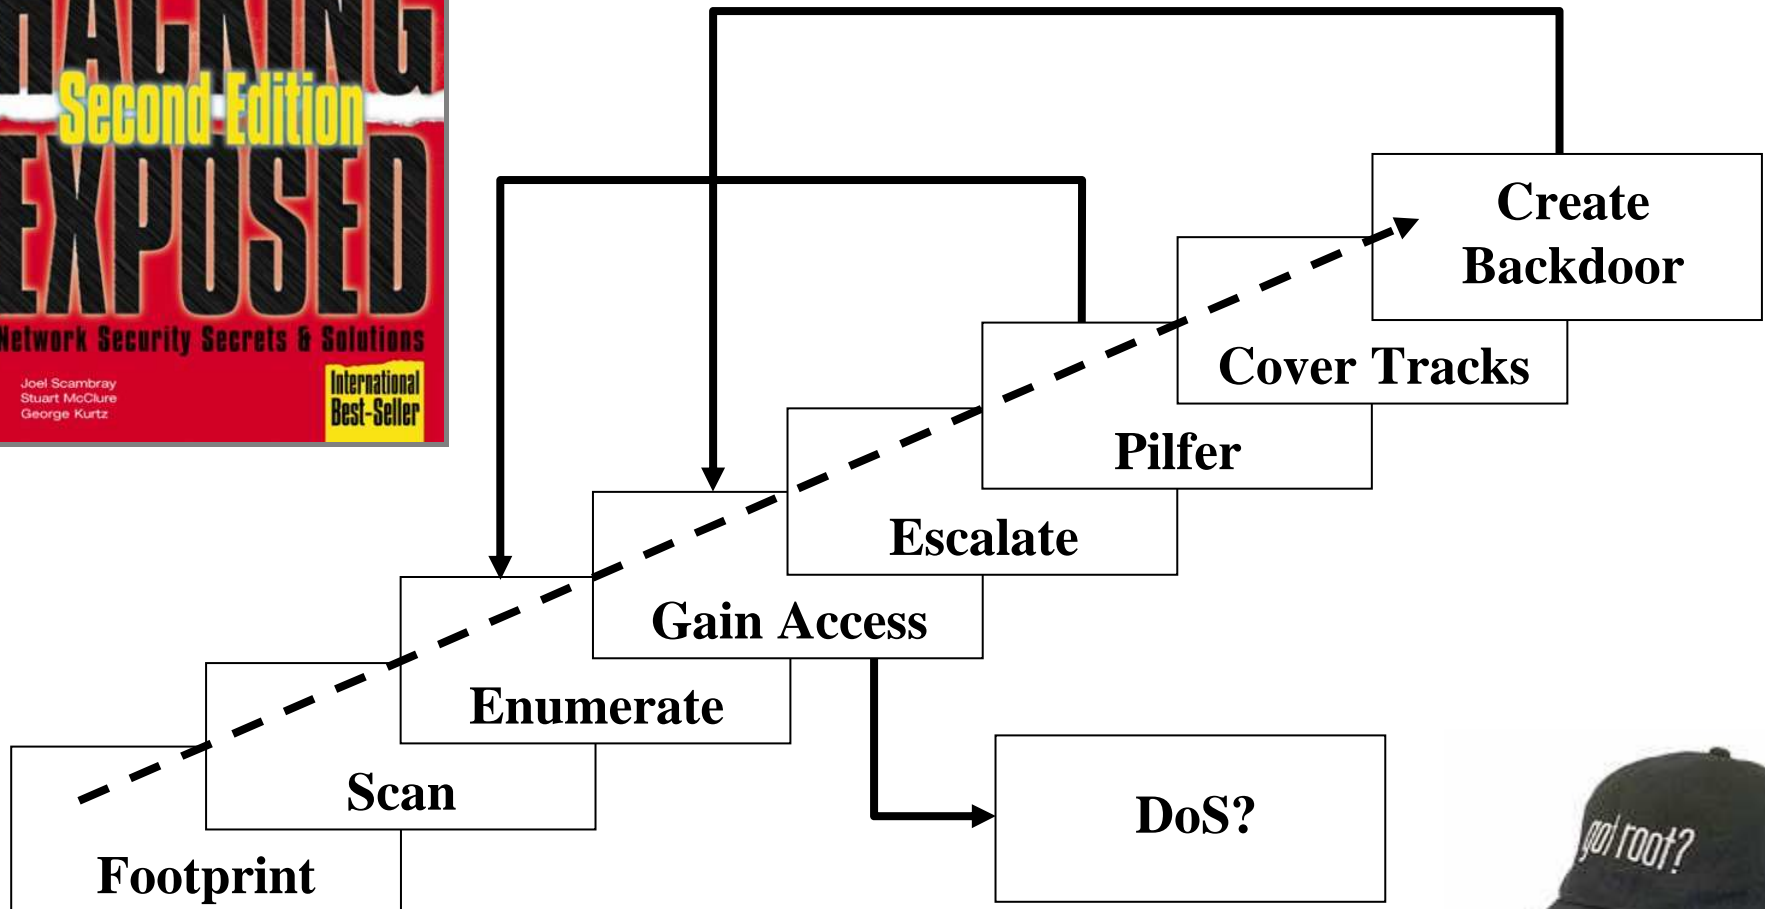 HACKING
Second Edition
EXPOSED
Network Security Secrets & Solutions
Joel Scambray
Stuart McClure
George Kurtz
International
Best-Seller
Create
Backdoor
Cover Tracks
Pilfer
Escalate
Gain Access
Enumerate
Scan
Footprint
DoS?
got root?